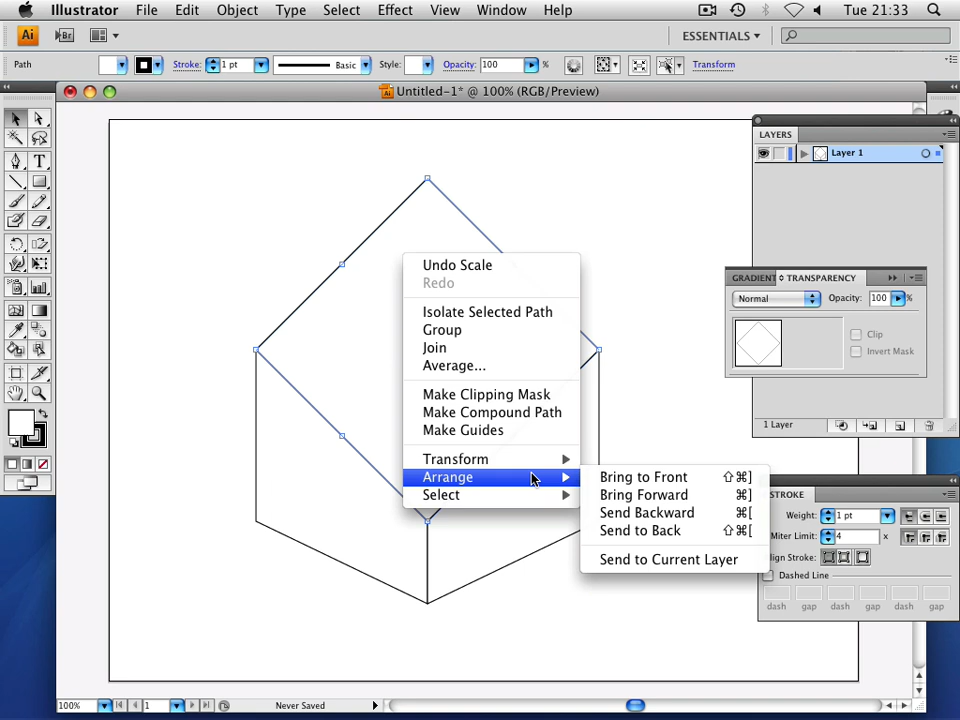 Illustrator File Edit Object Type Select Effect View Window Help Tue 21:33
Ai Br ESSENTIALS
Path Stroke: 1 pt Basic Style: Opacity: 100 % Transform
Untitled-1* @ 100% (RGB/Preview)
LAYERS
Layer 1
Undo Scale
Redo
Isolate Selected Path
Group
Join
Average...
Make Clipping Mask
Make Compound Path
Make Guides
Transform
Arrange
Select
Bring to Front ⇧⌘]
Bring Forward ⌘]
Send Backward ⌘[
Send to Back ⇧⌘[
Send to Current Layer
GRADIENT TRANSPARENCY
Normal Opacity: 100 %
Clip
Invert Mask
1 Layer
STROKE
Weight: 1 pt
Miter Limit: 4 x
lign Stroke:
Dashed Line
dash gap dash gap dash gap
100% 1 Never Saved